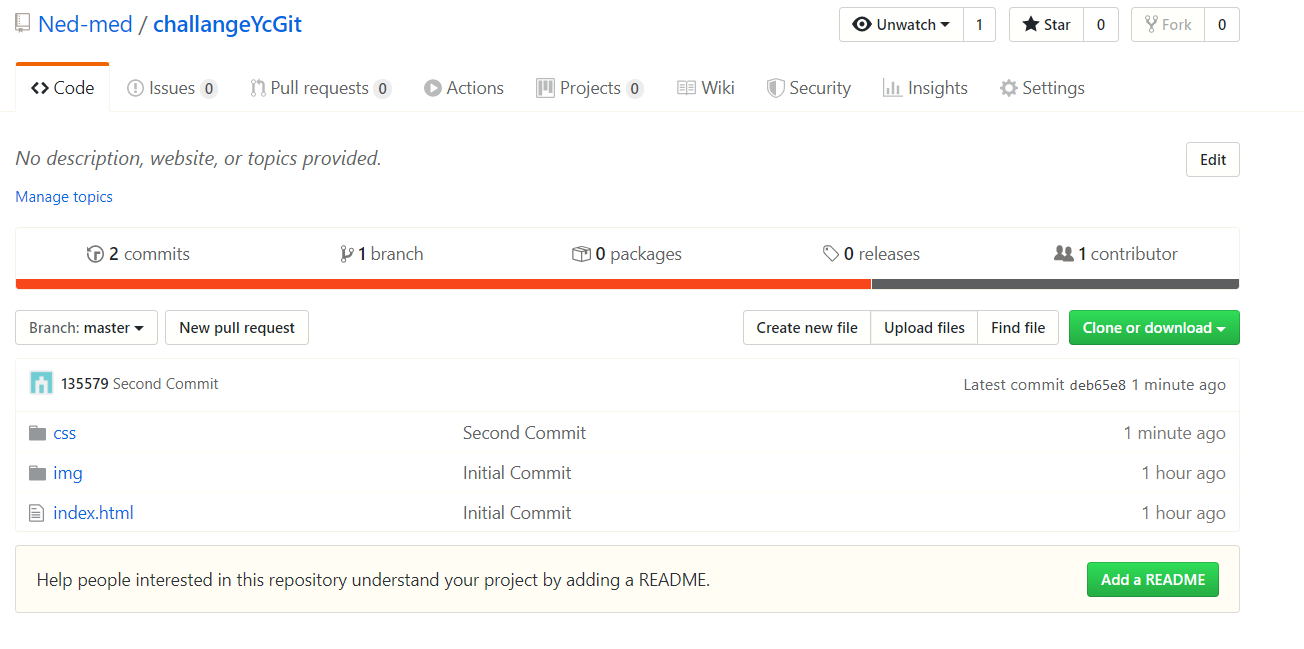 Ned-med / challangeYcGit Unwatch 1 Star 0 Fork 0
Code Issues 0 Pull requests 0 Actions Projects 0 Wiki Security Insights Settings
No description, website, or topics provided. Edit
Manage topics
2 commits 1 branch 0 packages 0 releases 1 contributor
Branch: master New pull request Create new file Upload files Find file Clone or download
135579 Second Commit Latest commit deb65e8 1 minute ago
css Second Commit 1 minute ago
img Initial Commit 1 hour ago
index.html Initial Commit 1 hour ago
Help people interested in this repository understand your project by adding a README. Add a README